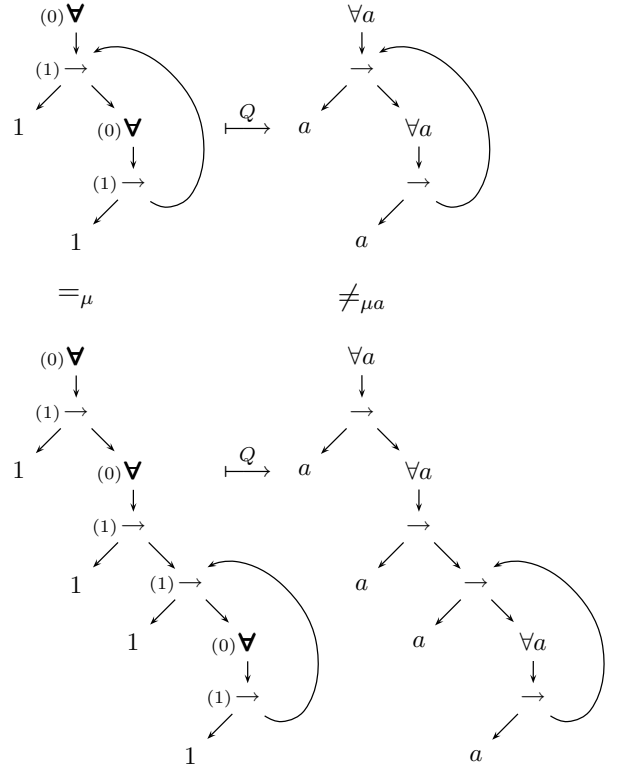 (0)∀ ∀a
(1)→ →
1 (0)∀ Q a ∀a
(1)→ →
1 a
=μ ≠μa
(0)∀ ∀a
(1)→ →
1 (0)∀ Q a ∀a
(1)→ →
1 (1)→ a →
1 (0)∀ a ∀a
(1)→ →
1 a